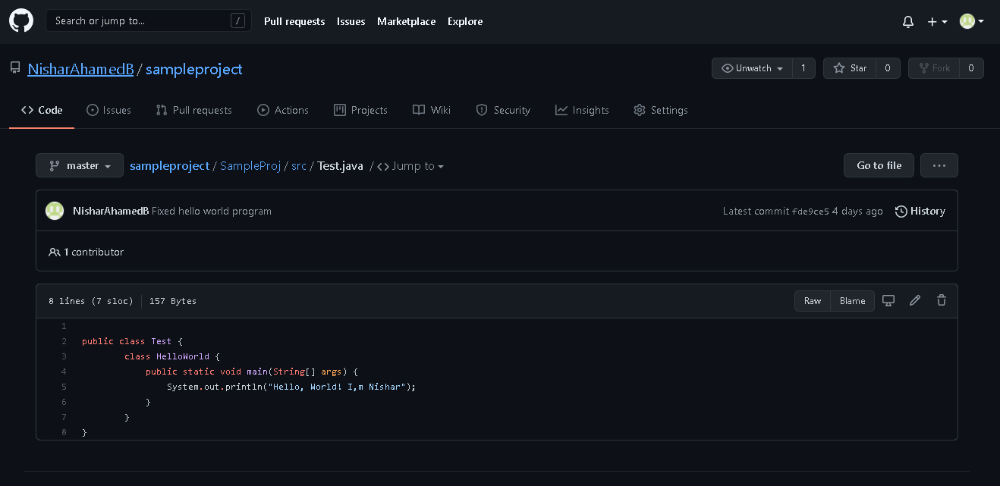 Search or jump to... / Pull requests Issues Marketplace Explore
NisharAhamedB / sampleproject Unwatch 1 Star 0 Fork 0
Code Issues Pull requests Actions Projects Wiki Security Insights Settings
master sampleproject / SampleProj / src / Test.java / <> Jump to Go to file ...
NisharAhamedB Fixed hello world program Latest commit fde9ce5 4 days ago History
1 contributor
8 lines (7 sloc) 157 Bytes Raw Blame
1
2 public class Test {
3 class HelloWorld {
4 public static void main(String[] args) {
5 System.out.println("Hello, World! I,m Nishar");
6 }
7 }
8 }